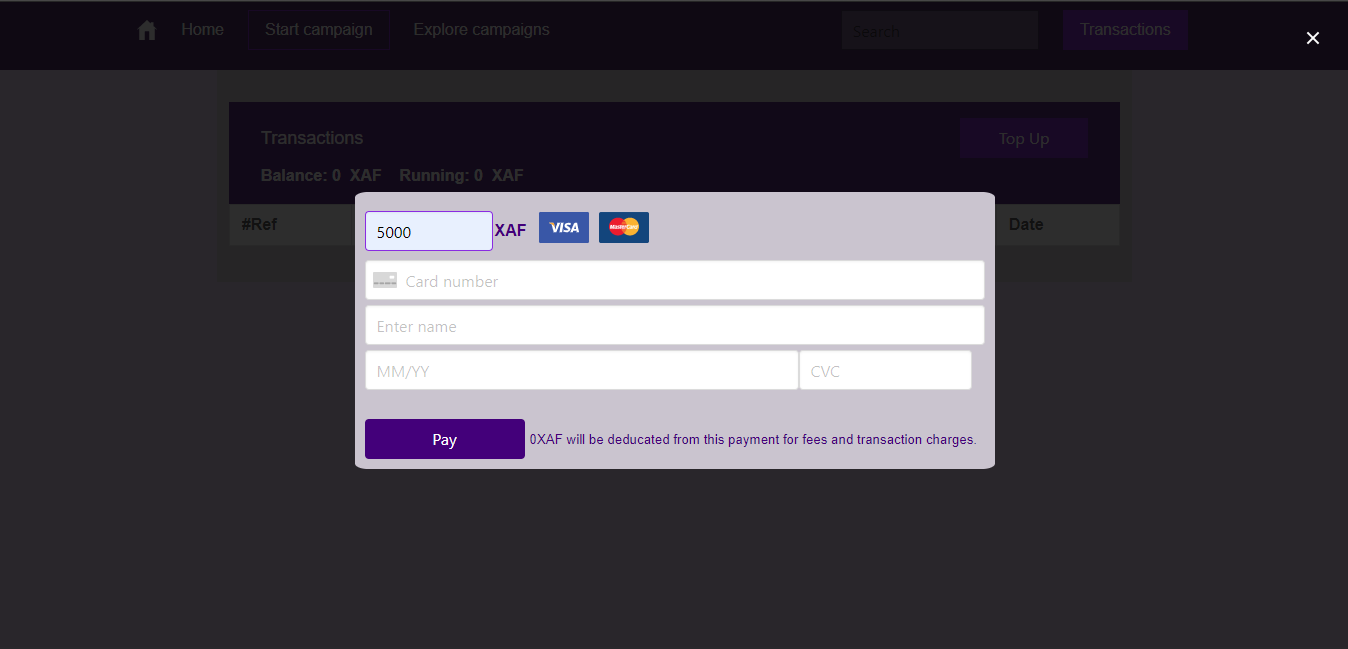 Home Start campaign Explore campaigns Search Transactions
Transactions Top Up
Balance: 0 XAF Running: 0 XAF
#Ref Date
5000 XAF VISA MasterCard
Card number
Enter name
MM/YY CVC
Pay 0XAF will be deducated from this payment for fees and transaction charges.